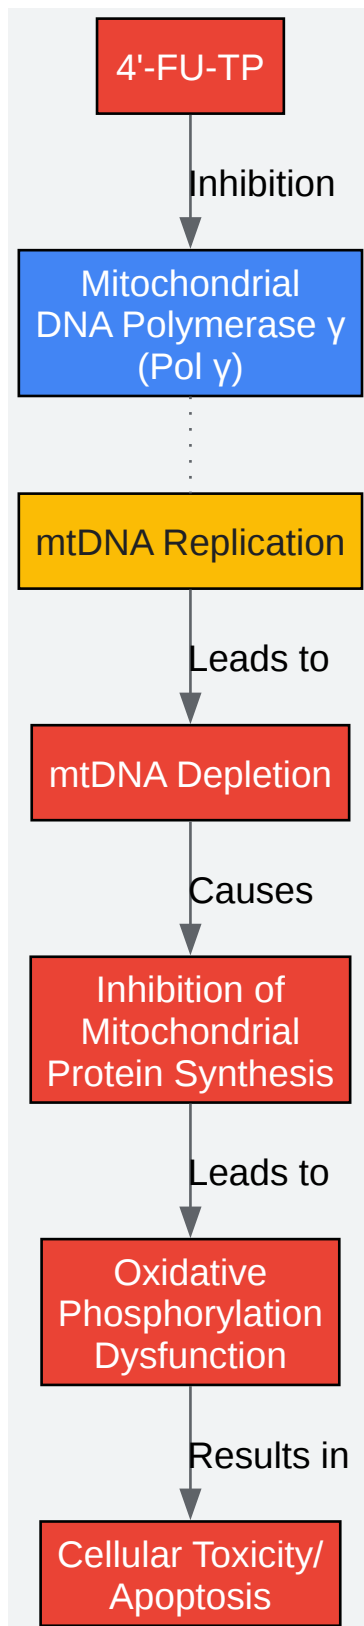 4'-FU-TP
Inhibition
Mitochondrial
DNA Polymerase γ
(Pol γ)
mtDNA Replication
Leads to
mtDNA Depletion
Causes
Inhibition of
Mitochondrial
Protein Synthesis
Leads to
Oxidative
Phosphorylation
Dysfunction
Results in
Cellular Toxicity/
Apoptosis